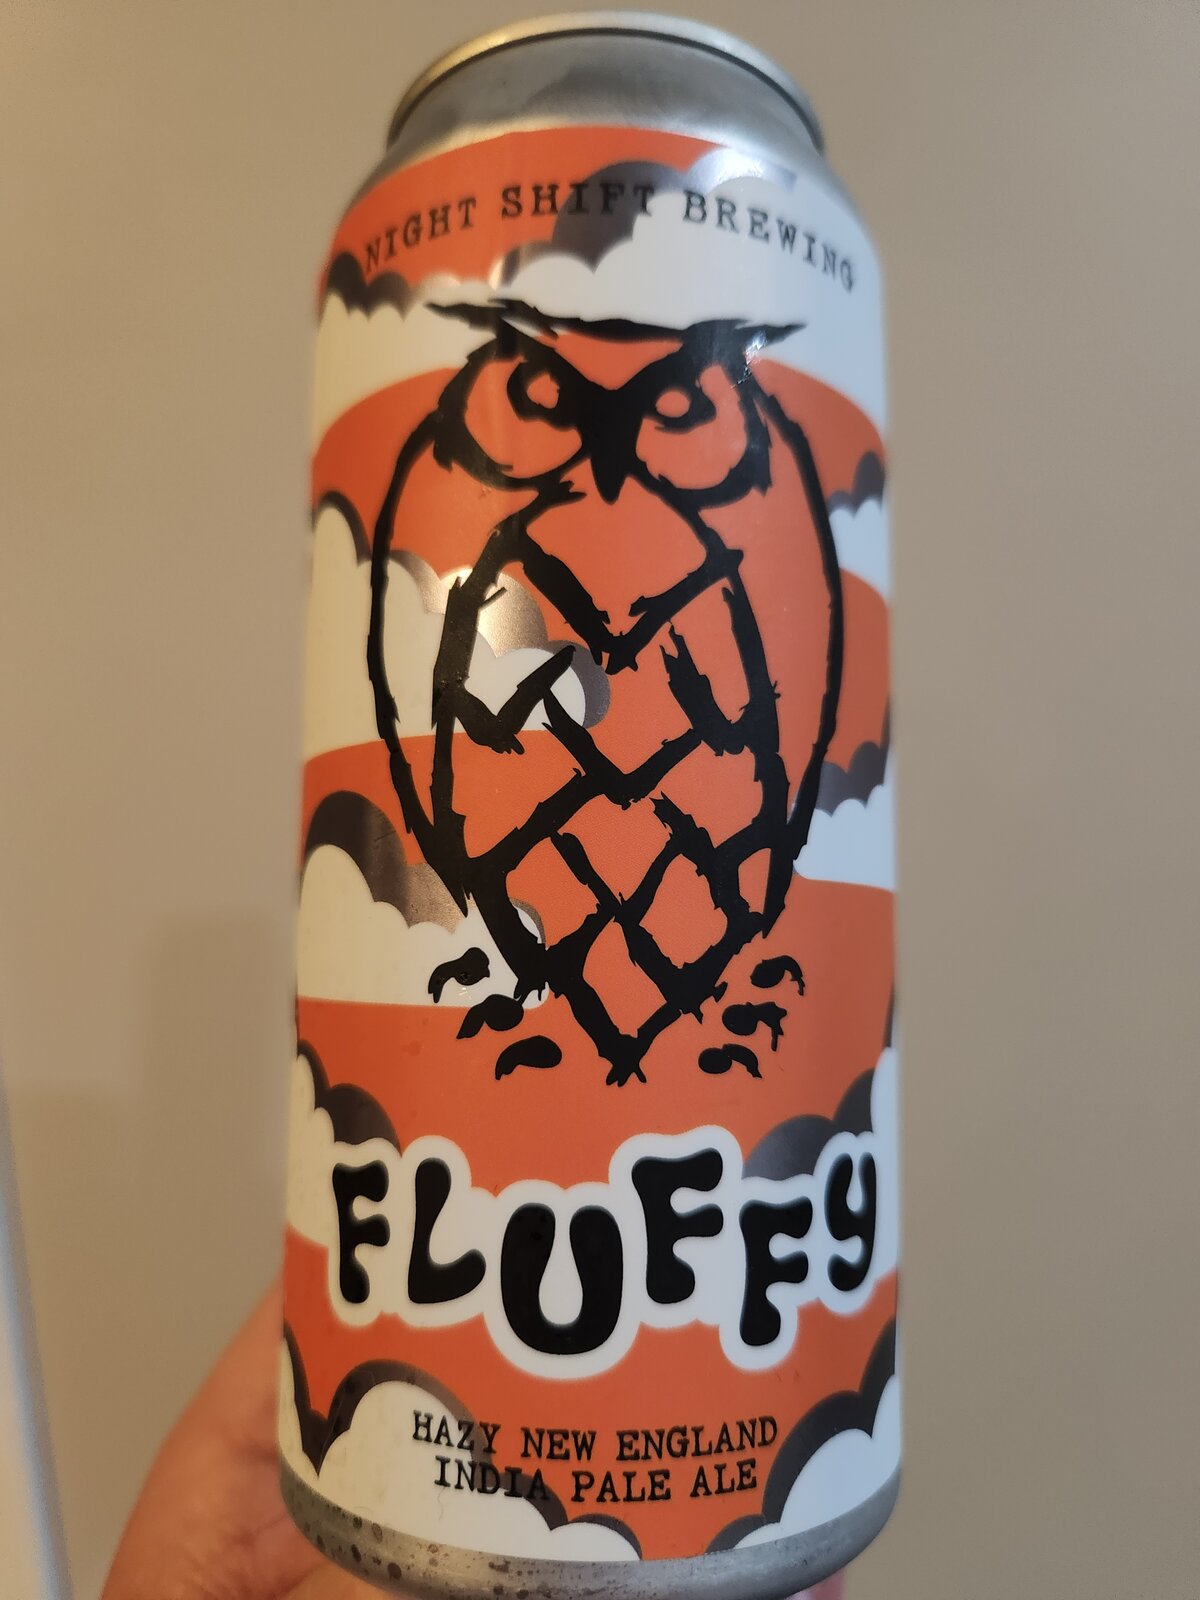 NIGHT SHIFT BREWING
FLUFFY
HAZY NEW ENGLAND
INDIA PALE ALE